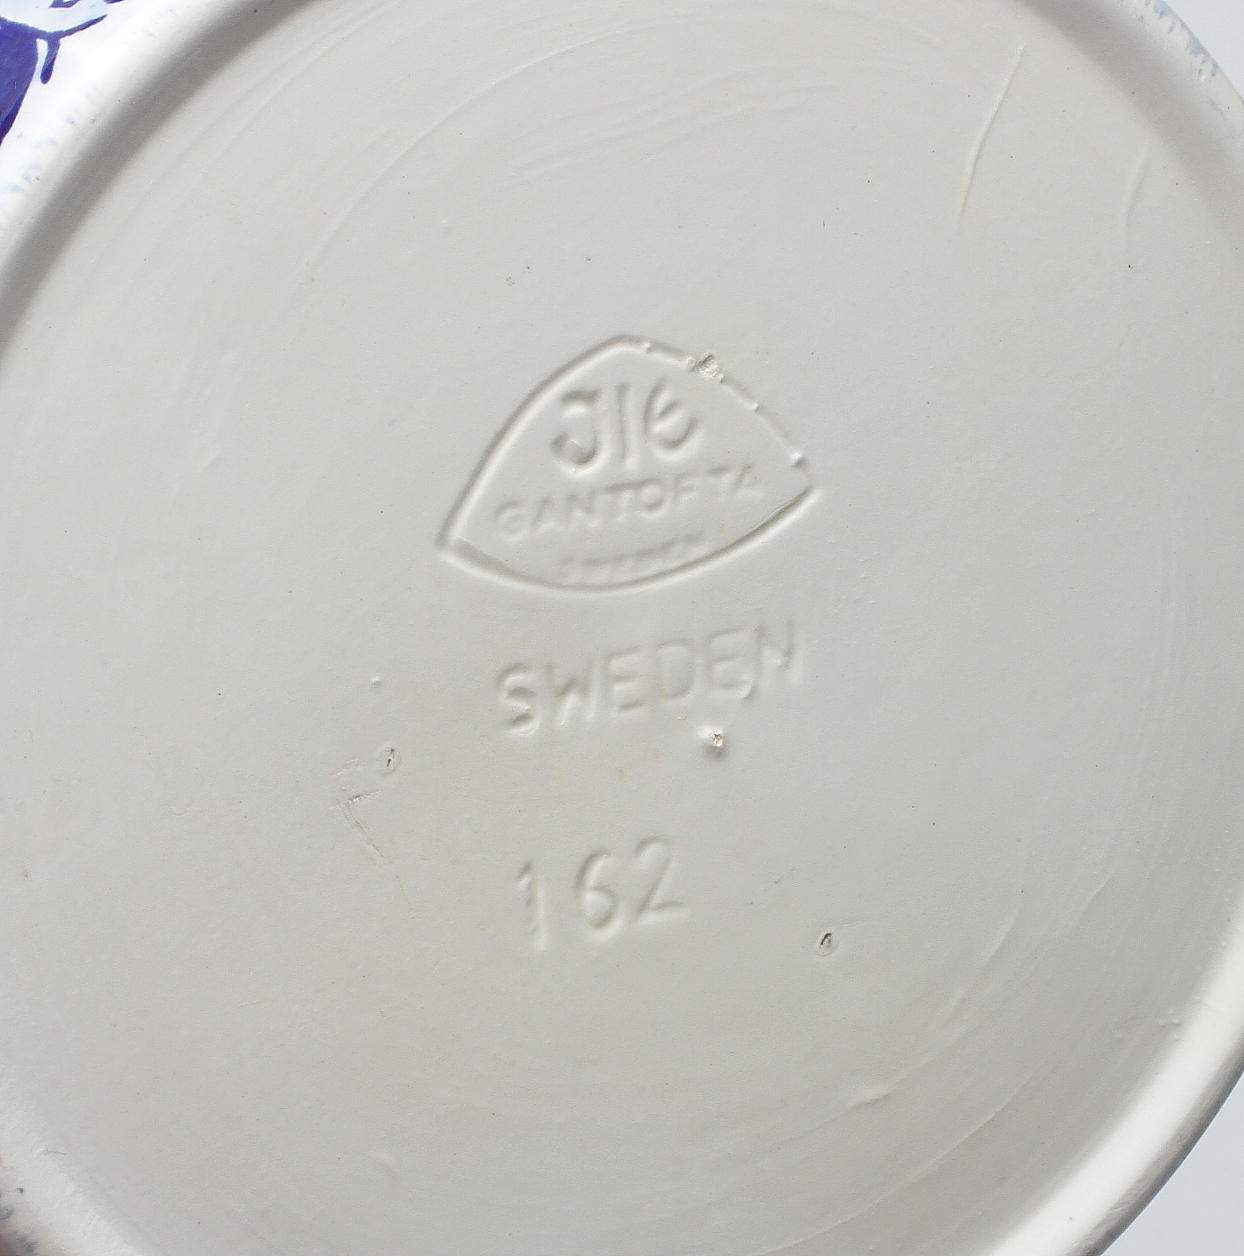 JIE
GANTOFTA
SWEDEN
162